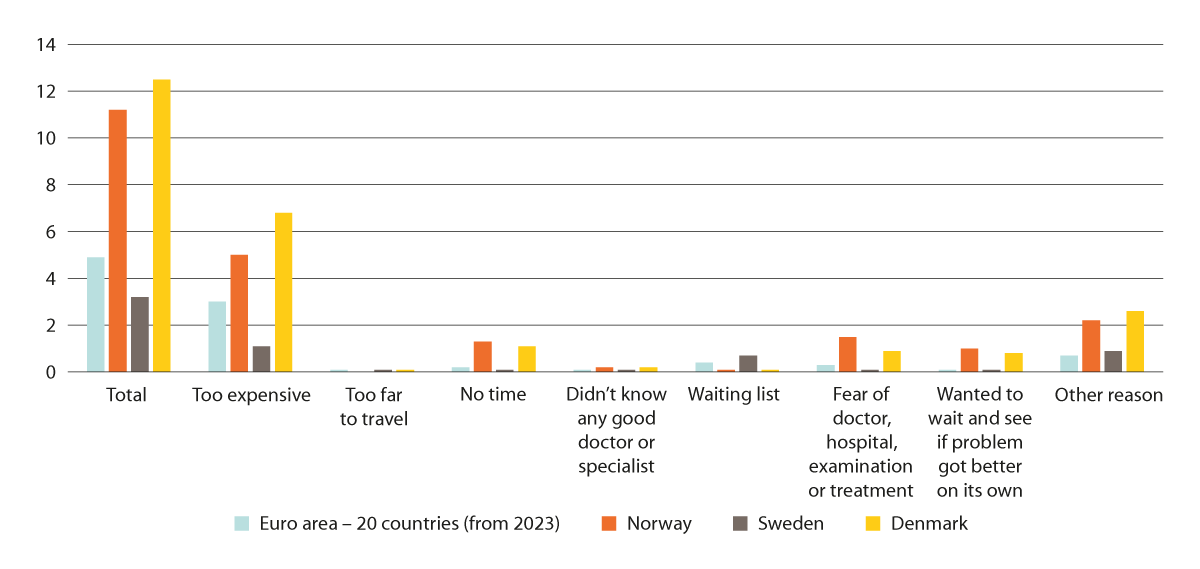 14
12
10
8
6
4
2
0
Total
Too expensive
Too far
to travel
No time
Didn't know
any good
doctor or
specialist
Waiting list
Fear of
doctor,
hospital,
examination
or treatment
Wanted to
wait and see
if problem
got better
on its own
Other reason
Euro area – 20 countries (from 2023)
Norway
Sweden
Denmark